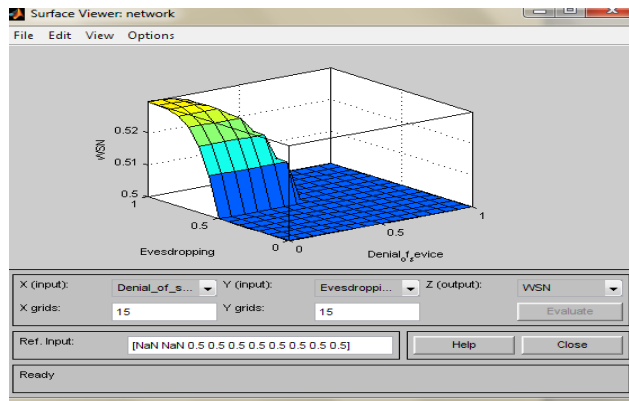 Surface Viewer: network
File Edit View Options
WSN
0.52
0.51
0.5
1
0.5
0
0
0.5
1
Evesdropping
Denial_of_sevice
X (input): Denial_of_s... Y (input): Evesdroppi... Z (output): WSN
X grids: 15 Y grids: 15 Evaluate
Ref. Input: [NaN NaN 0.5 0.5 0.5 0.5 0.5 0.5 0.5 0.5] Help Close
Ready